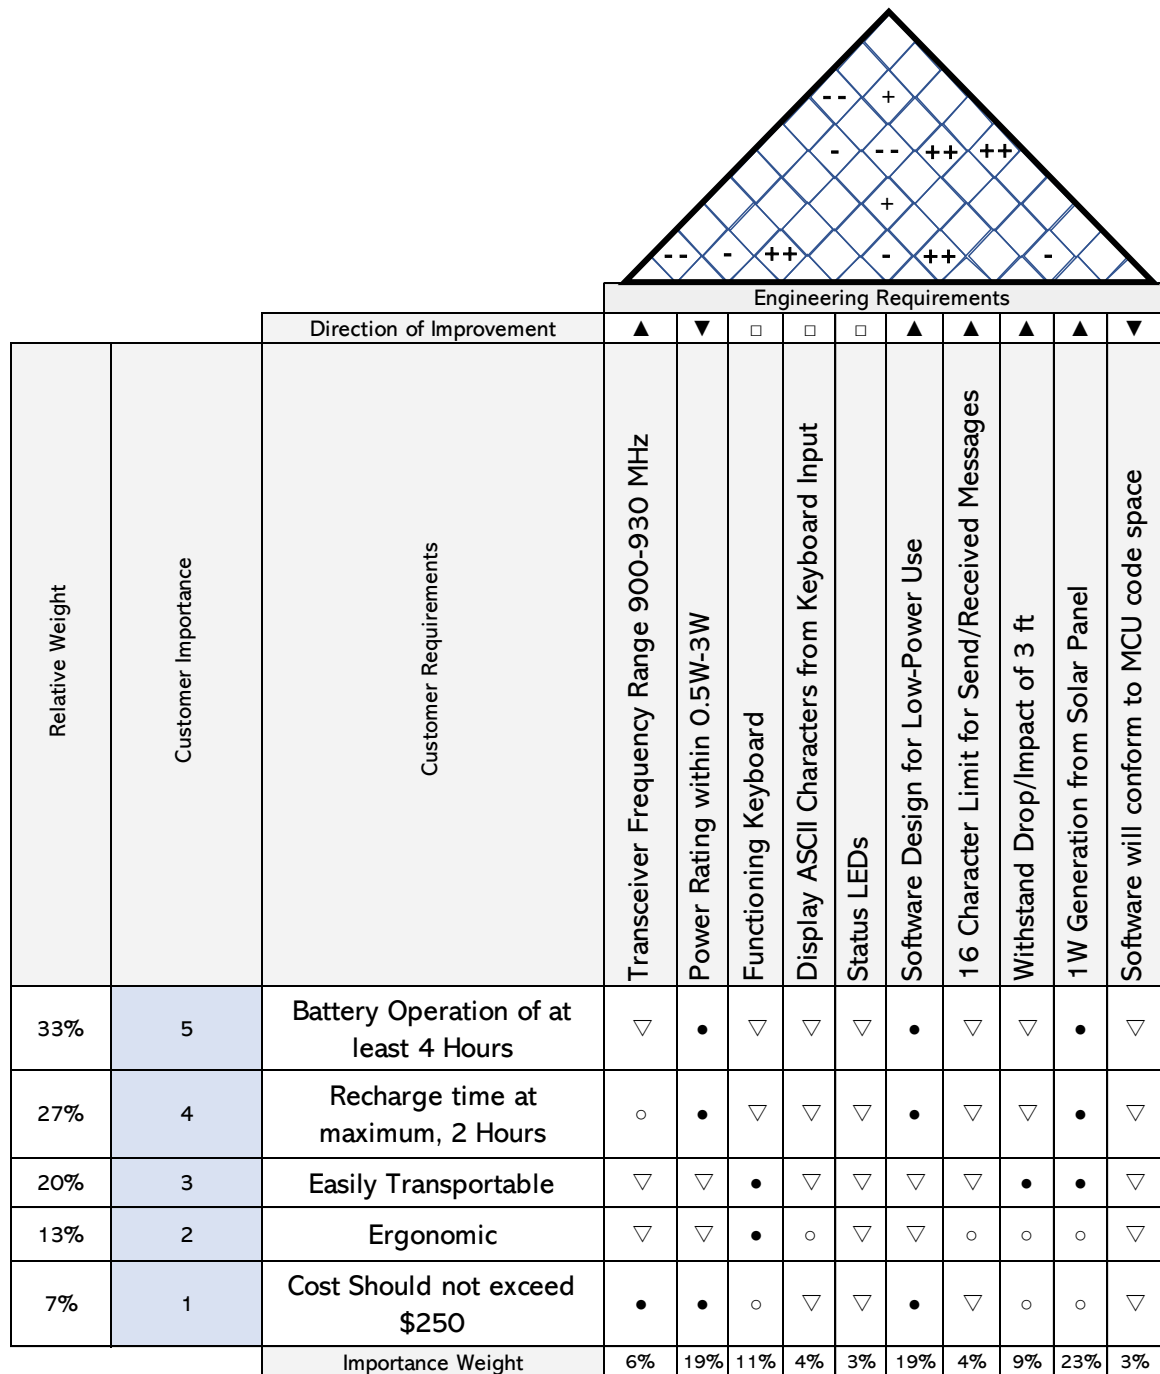 -- +
- -- ++ ++
+
-- - ++ - ++ -
Engineering Requirements
Direction of Improvement ▲ ▼ □ □ □ ▲ ▲ ▲ ▲ ▼
Relative Weight
Customer Importance
Customer Requirements
Transceiver Frequency Range 900-930 MHz
Power Rating within 0.5W-3W
Functioning Keyboard
Display ASCII Characters from Keyboard Input
Status LEDs
Software Design for Low-Power Use
16 Character Limit for Send/Received Messages
Withstand Drop/Impact of 3 ft
1W Generation from Solar Panel
Software will conform to MCU code space
33% 5 Battery Operation of at
least 4 Hours ▽ ● ▽ ▽ ▽ ● ▽ ▽ ● ▽
27% 4 Recharge time at
maximum, 2 Hours ○ ● ▽ ▽ ▽ ● ▽ ▽ ● ▽
20% 3 Easily Transportable ▽ ▽ ● ▽ ▽ ▽ ▽ ● ● ▽
13% 2 Ergonomic ▽ ▽ ● ○ ▽ ▽ ○ ○ ○ ▽
7% 1 Cost Should not exceed
$250 ● ● ○ ▽ ▽ ● ▽ ○ ○ ▽
Importance Weight 6% 19% 11% 4% 3% 19% 4% 9% 23% 3%